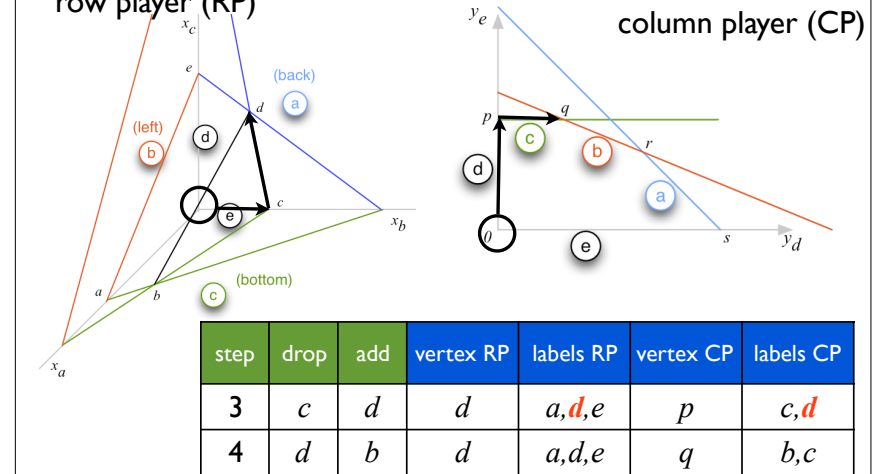 row player (RP)
column player (CP)
x_c
y_e
e
(back)
a
d
(left)
b
d
p
q
c
b
r
d
a
e
c
x_b
0
e
s
y_d
a
b
c
(bottom)
x_a
step drop add vertex RP labels RP vertex CP labels CP
3 c d d a,d,e p c,d
4 d b d a,d,e q b,c